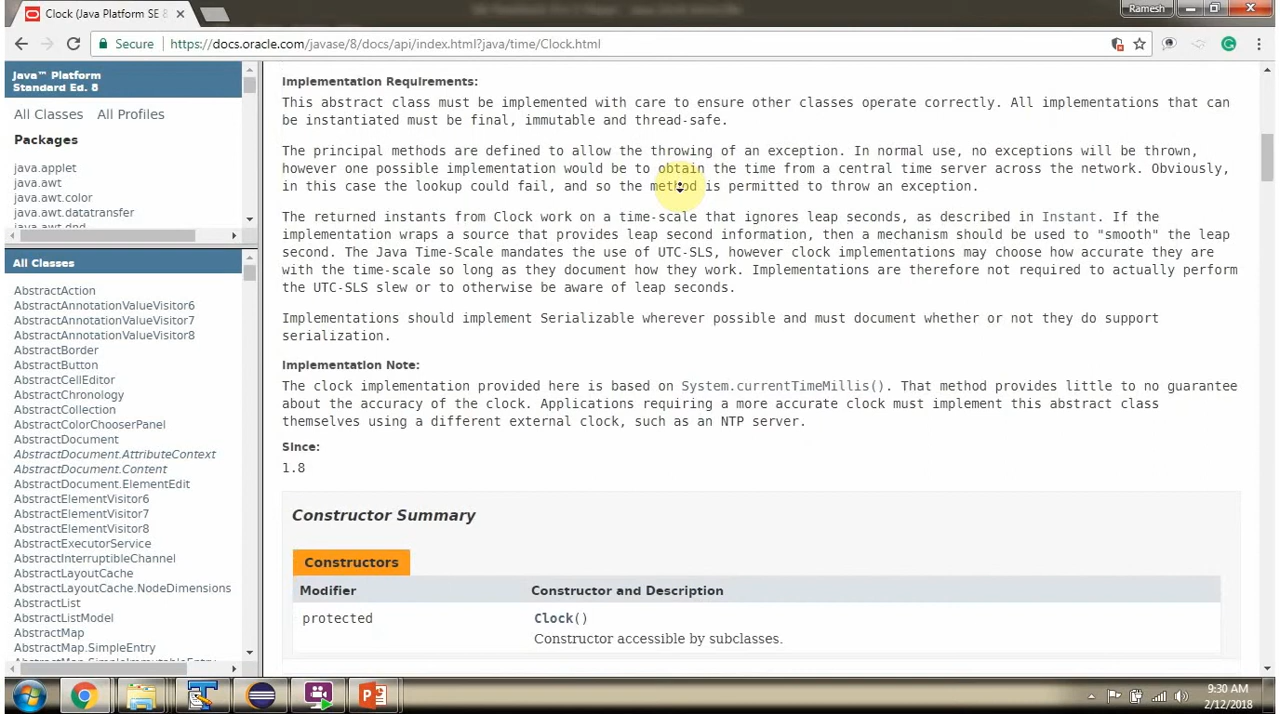 Clock (Java Platform SE 8
Ramesh
Secure
https://docs.oracle.com/javase/8/docs/api/index.html?java/time/Clock.html
Java™ Platform
Standard Ed. 8
All Classes All Profiles
Packages
java.applet
java.awt
java.awt.color
java.awt.datatransfer
java.awt.dnd
All Classes
AbstractAction
AbstractAnnotationValueVisitor6
AbstractAnnotationValueVisitor7
AbstractAnnotationValueVisitor8
AbstractBorder
AbstractButton
AbstractCellEditor
AbstractChronology
AbstractCollection
AbstractColorChooserPanel
AbstractDocument
AbstractDocument.AttributeContext
AbstractDocument.Content
AbstractDocument.ElementEdit
AbstractElementVisitor6
AbstractElementVisitor7
AbstractElementVisitor8
AbstractExecutorService
AbstractInterruptibleChannel
AbstractLayoutCache
AbstractLayoutCache.NodeDimensions
AbstractList
AbstractListModel
AbstractMap
AbstractMap.SimpleEntry
AbstractMap.SimpleImmutableEntry
Implementation Requirements:
This abstract class must be implemented with care to ensure other classes operate correctly. All implementations that can
be instantiated must be final, immutable and thread-safe.
The principal methods are defined to allow the throwing of an exception. In normal use, no exceptions will be thrown,
however one possible implementation would be to obtain the time from a central time server across the network. Obviously,
in this case the lookup could fail, and so the method is permitted to throw an exception.
The returned instants from Clock work on a time-scale that ignores leap seconds, as described in Instant. If the
implementation wraps a source that provides leap second information, then a mechanism should be used to "smooth" the leap
second. The Java Time-Scale mandates the use of UTC-SLS, however clock implementations may choose how accurate they are
with the time-scale so long as they document how they work. Implementations are therefore not required to actually perform
the UTC-SLS slew or to otherwise be aware of leap seconds.
Implementations should implement Serializable wherever possible and must document whether or not they do support
serialization.
Implementation Note:
The clock implementation provided here is based on System.currentTimeMillis(). That method provides little to no guarantee
about the accuracy of the clock. Applications requiring a more accurate clock must implement this abstract class
themselves using a different external clock, such as an NTP server.
Since:
1.8
Constructor Summary
Constructors
Modifier Constructor and Description
protected Clock()
Constructor accessible by subclasses.
9:30 AM
2/12/2018